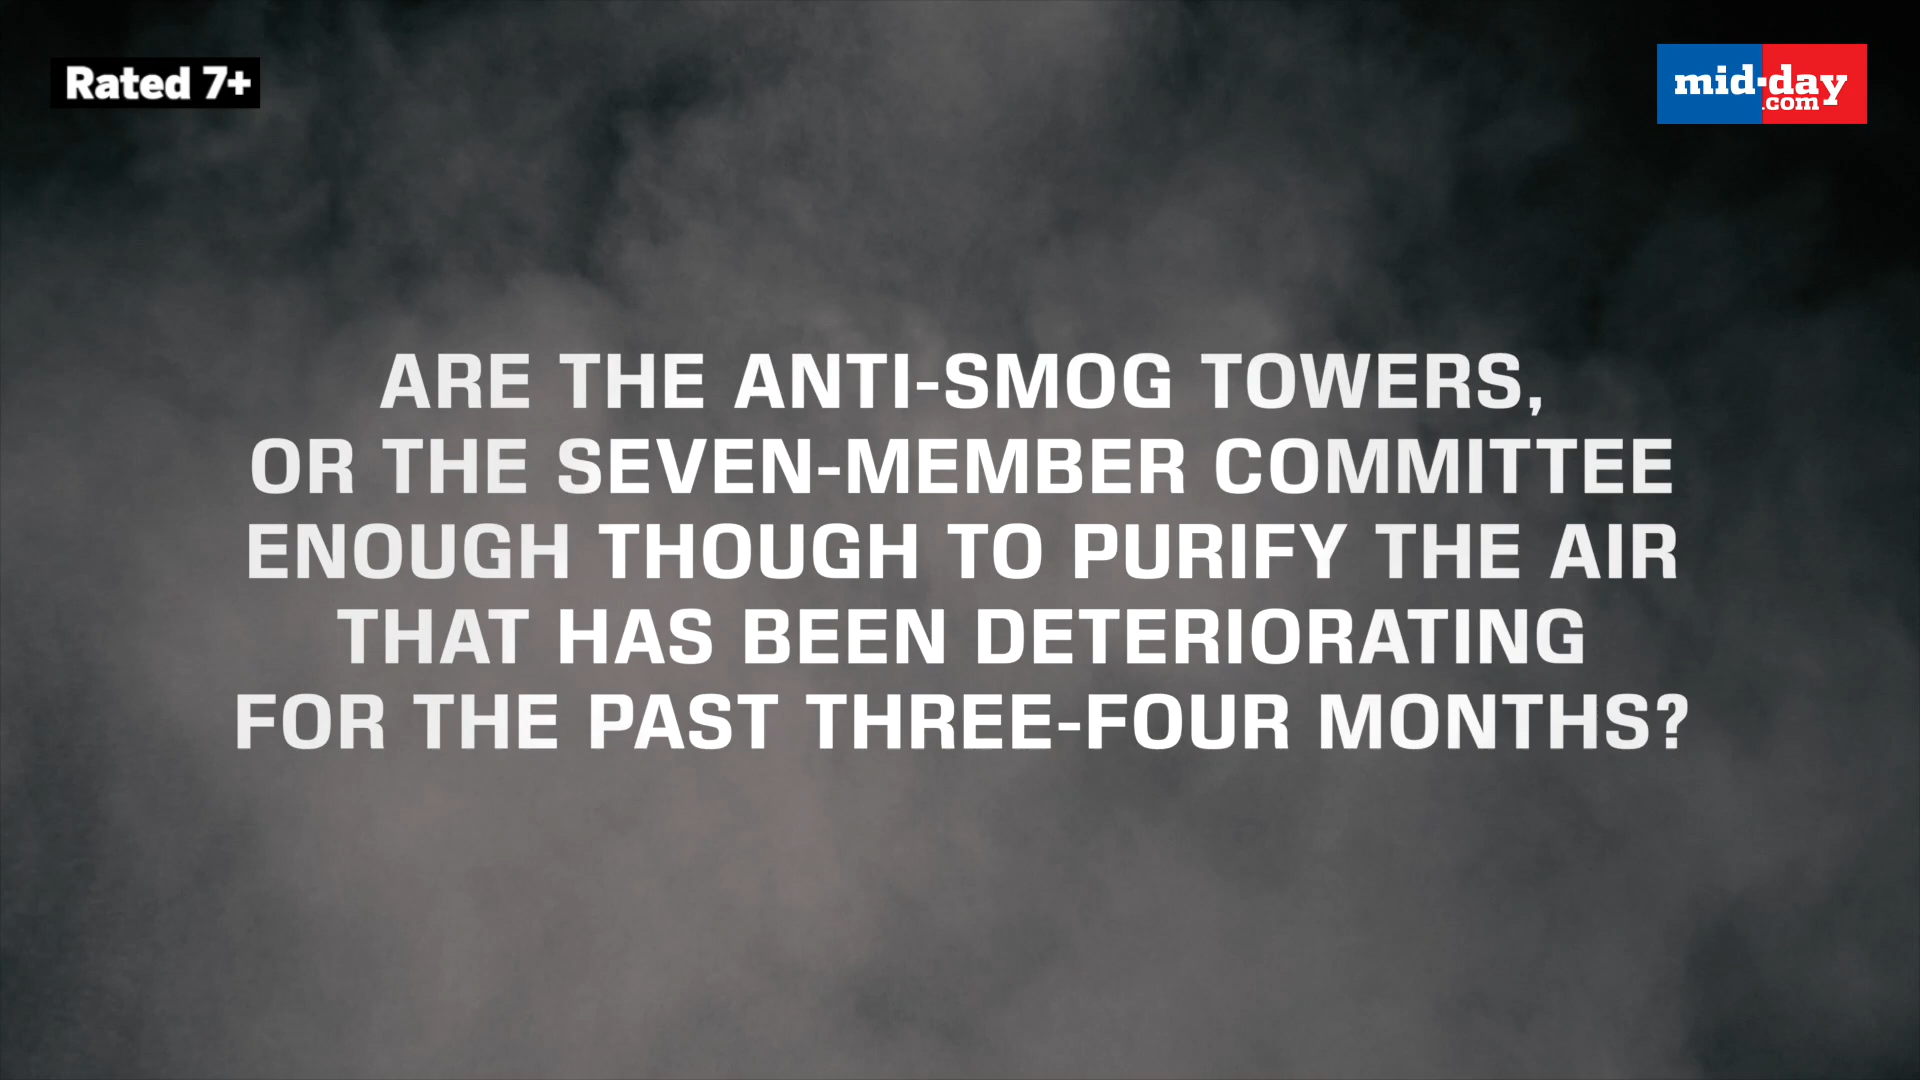 Rated 7+
mid-day
.com
ARE THE ANTI-SMOG TOWERS,
OR THE SEVEN-MEMBER COMMITTEE
ENOUGH THOUGH TO PURIFY THE AIR
THAT HAS BEEN DETERIORATING
FOR THE PAST THREE-FOUR MONTHS?